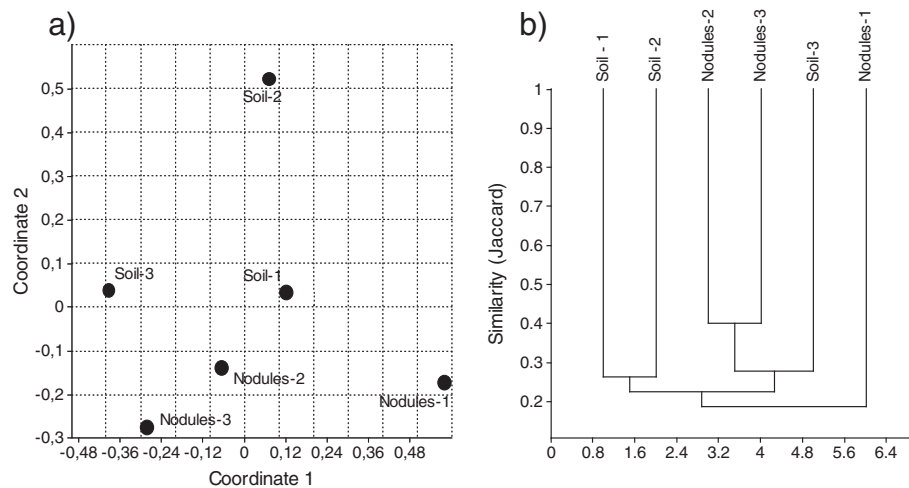 a)
0,5
0,4
0,3
0,2
0,1
0
-0,1
-0,2
-0,3
Coordinate 2
Soil-2
Soil-3
Soil-1
Nodules-2
Nodules-1
Nodules-3
-0,48 -0,36 -0,24 -0,12 0 0,12 0,24 0,36 0,48
Coordinate 1
b)
Soil - 1
Soil -2
Nodules-2
Nodules-3
Soil-3
Nodules-1
1
0.9
0.8
0.7
0.6
0.5
0.4
0.3
0.2
Similarity (Jaccard)
0 0.8 1.6 2.4 3.2 4 4.8 5.6 6.4